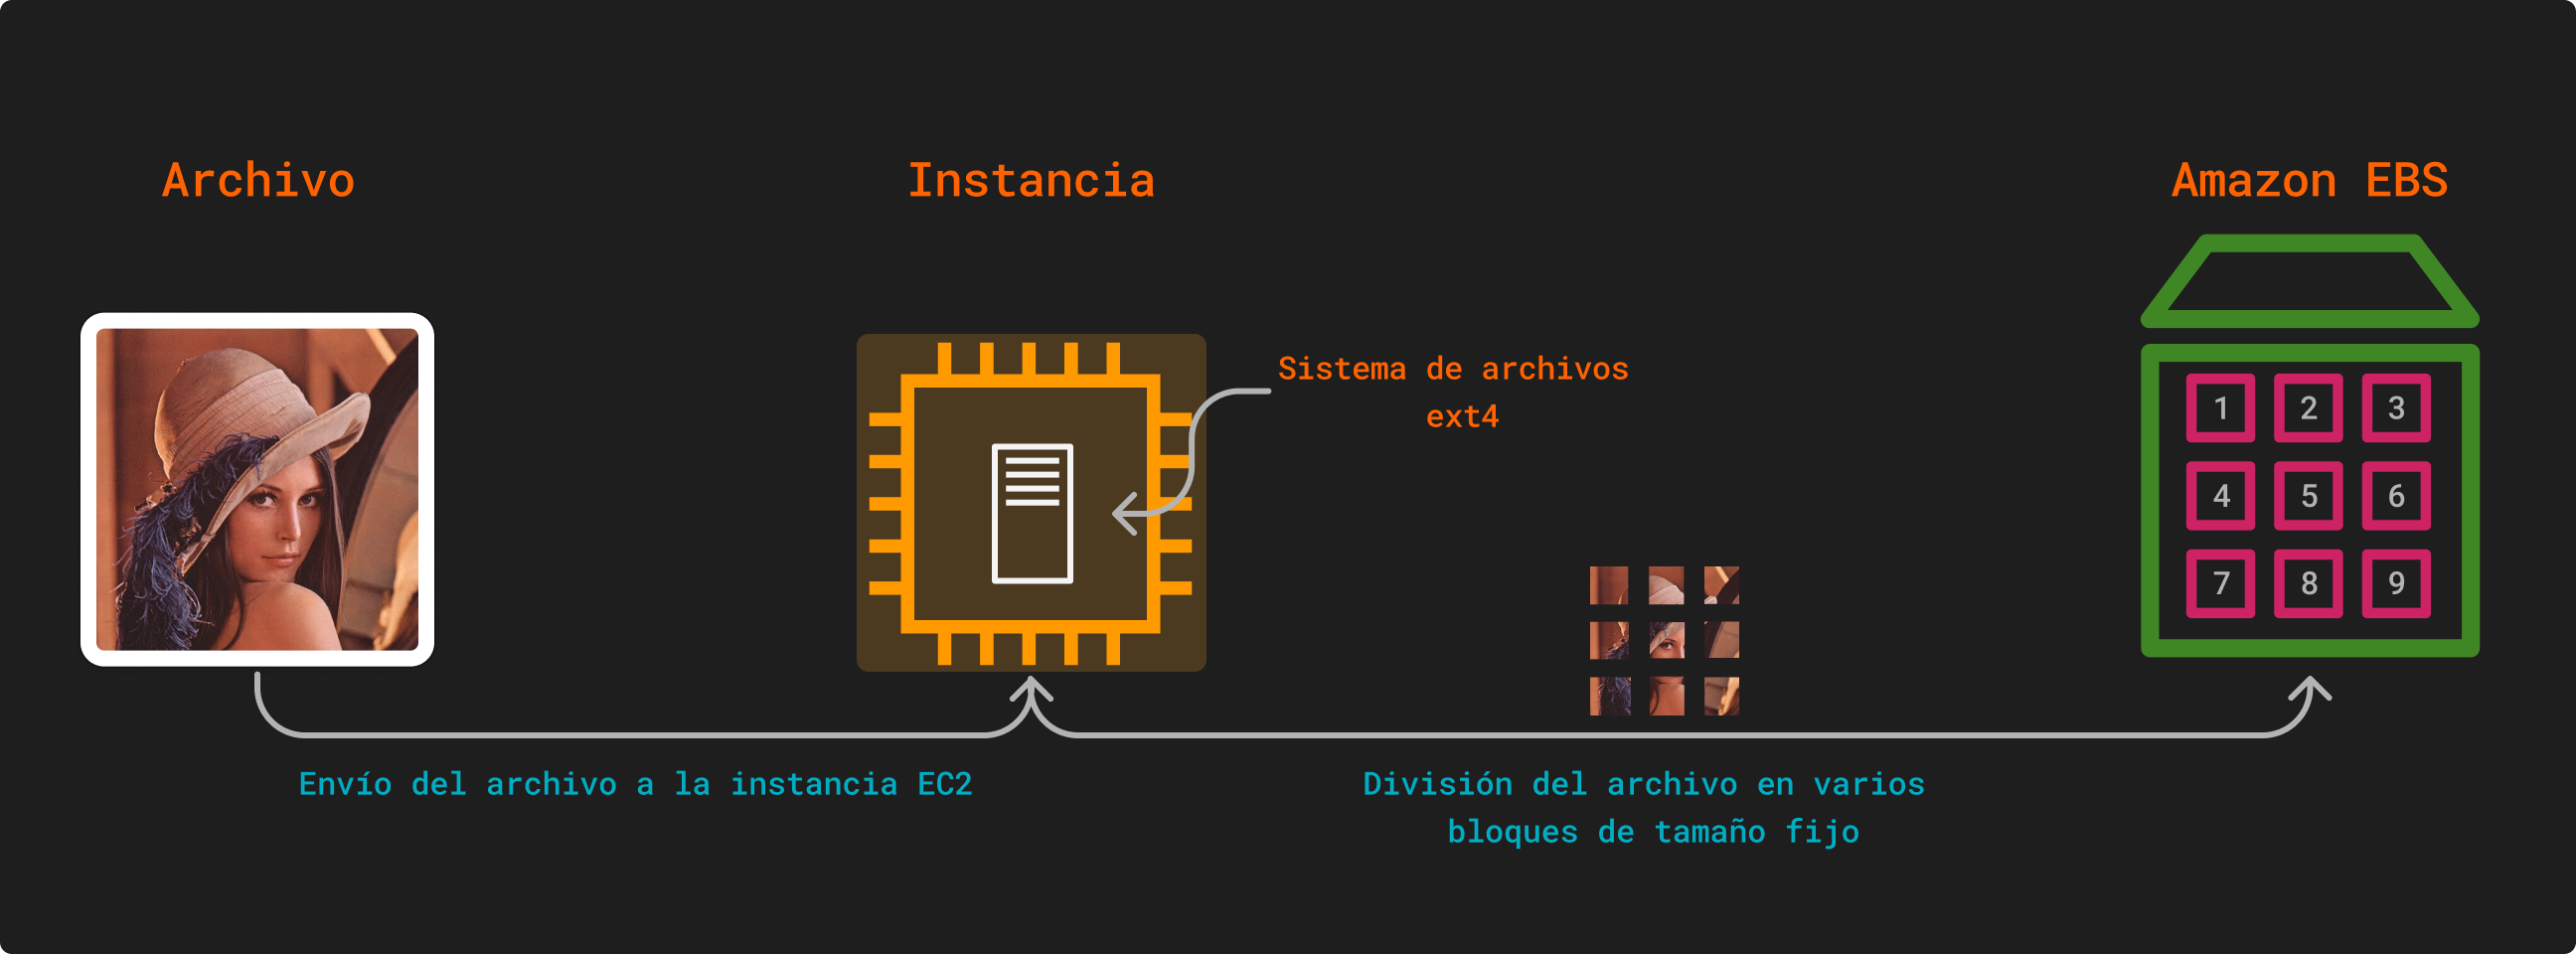 Archivo
Instancia
Amazon EBS
Sistema de archivos
ext4
1 2 3
4 5 6
7 8 9
Envío del archivo a la instancia EC2
División del archivo en varios
bloques de tamaño fijo